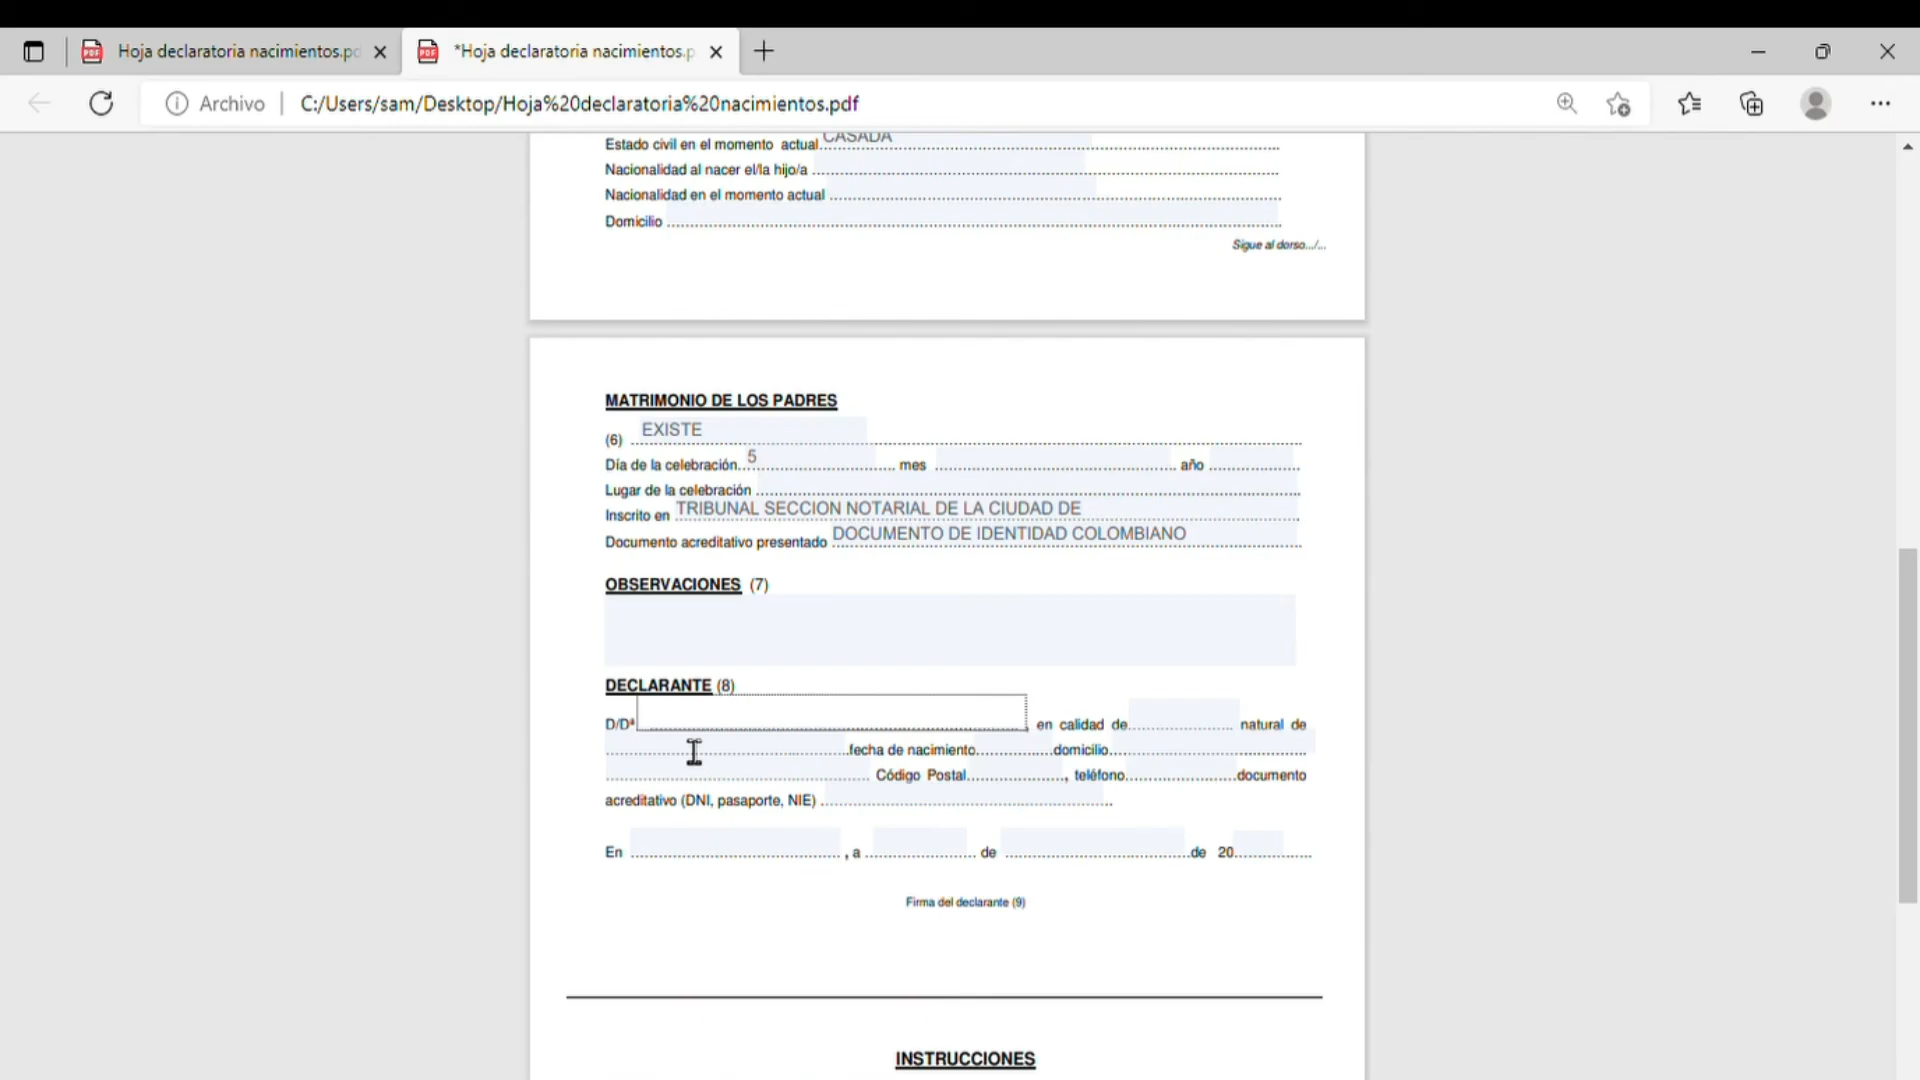 Hoja declaratoria nacimientos.pd
*Hoja declaratoria nacimientos.p
Archivo
C:/Users/sam/Desktop/Hoja%20declaratoria%20nacimientos.pdf
Estado civil en el momento actual..CASADA
Nacionalidad al nacer el/la hijo/a
Nacionalidad en el momento actual
Domicilio
Sigue al dorso.../...
MATRIMONIO DE LOS PADRES
(6) EXISTE
Día de la celebración..5 mes año
Lugar de la celebración
Inscrito en TRIBUNAL SECCION NOTARIAL DE LA CIUDAD DE
Documento acreditativo presentado DOCUMENTO DE IDENTIDAD COLOMBIANO
OBSERVACIONES (7)
DECLARANTE (8)
D/Dª , en calidad de natural de
fecha de nacimiento domicilio
Código Postal , teléfono documento
acreditativo (DNI, pasaporte, NIE)
En , a de de 20
Firma del declarante (9)
INSTRUCCIONES